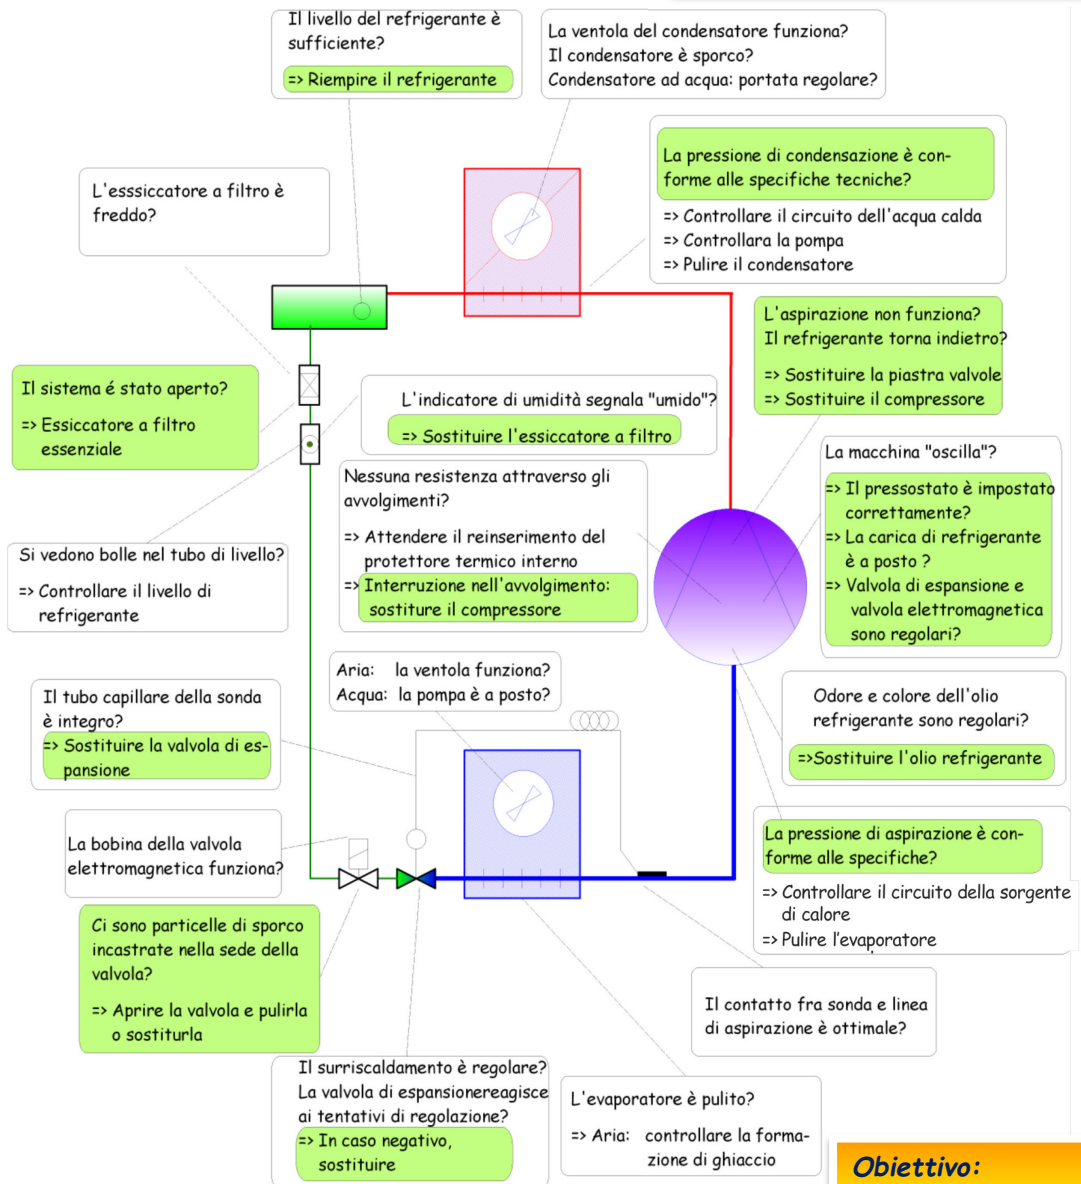 Il livello del refrigerante è
sufficiente?
=> Riempire il refrigerante
La ventola del condensatore funziona?
Il condensatore è sporco?
Condensatore ad acqua: portata regolare?
La pressione di condensazione è con-
forme alle specifiche tecniche?
=> Controllare il circuito dell'acqua calda
=> Controllara la pompa
=> Pulire il condensatore
L'esssiccatore a filtro è
freddo?
L'aspirazione non funziona?
Il refrigerante torna indietro?
=> Sostituire la piastra valvole
=> Sostituire il compressore
Il sistema é stato aperto?
=> Essiccatore a filtro
essenziale
L'indicatore di umidità segnala "umido"?
=> Sostituire l'essiccatore a filtro
La macchina "oscilla"?
=> Il pressostato è impostato
correttamente?
=> La carica di refrigerante
è a posto ?
=> Valvola di espansione e
valvola elettromagnetica
sono regolari?
Nessuna resistenza attraverso gli
avvolgimenti?
=> Attendere il reinserimento del
protettore termico interno
=> Interruzione nell'avvolgimento:
sostiture il compressore
Si vedono bolle nel tubo di livello?
=> Controllare il livello di
refrigerante
Aria: la ventola funziona?
Acqua: la pompa è a posto?
Il tubo capillare della sonda
è integro?
=> Sostituire la valvola di es-
pansione
Odore e colore dell'olio
refrigerante sono regolari?
=>Sostituire l'olio refrigerante
La bobina della valvola
elettromagnetica funziona?
La pressione di aspirazione è con-
forme alle specifiche?
=> Controllare il circuito della sorgente
di calore
=> Pulire l'evaporatore
Ci sono particelle di sporco
incastrate nella sede della
valvola?
=> Aprire la valvola e pulirla
o sostiturla
Il contatto fra sonda e linea
di aspirazione è ottimale?
Il surriscaldamento è regolare?
La valvola di espansionereagisce
ai tentativi di regolazione?
=> In caso negativo,
sostituire
L'evaporatore è pulito?
=> Aria: controllare la forma-
zione di ghiaccio
Obiettivo: